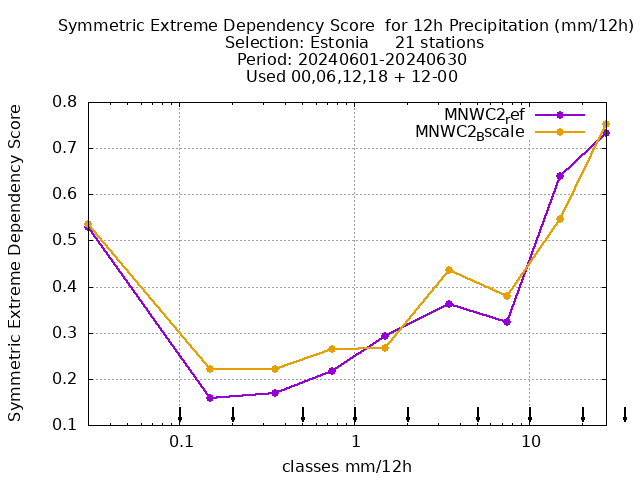 Symmetric Extreme Dependency Score  for 12h Precipitation (mm/12h)
Selection: Estonia     21 stations
Period: 20240601-20240630
Used 00,06,12,18 + 12-00
MNWC2ref
MNWC2Bscale
Symmetric Extreme Dependency Score
0.8
0.7
0.6
0.5
0.4
0.3
0.2
0.1
0.1 1 10
classes mm/12h